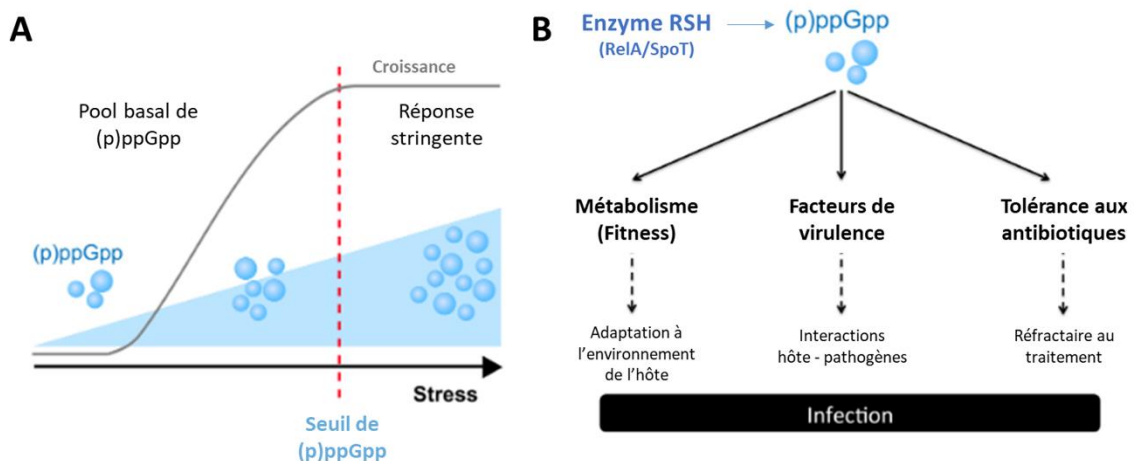 A
Croissance
Pool basal de
(p)ppGpp
Réponse
stringente
(p)ppGpp
Stress
Seuil de
(p)ppGpp
B
Enzyme RSH
(RelA/SpoT)
(p)ppGpp
Métabolisme
(Fitness)
Facteurs de
virulence
Tolérance aux
antibiotiques
Adaptation à
l'environnement
de l'hôte
Interactions
hôte - pathogènes
Réfractaire au
traitement
Infection